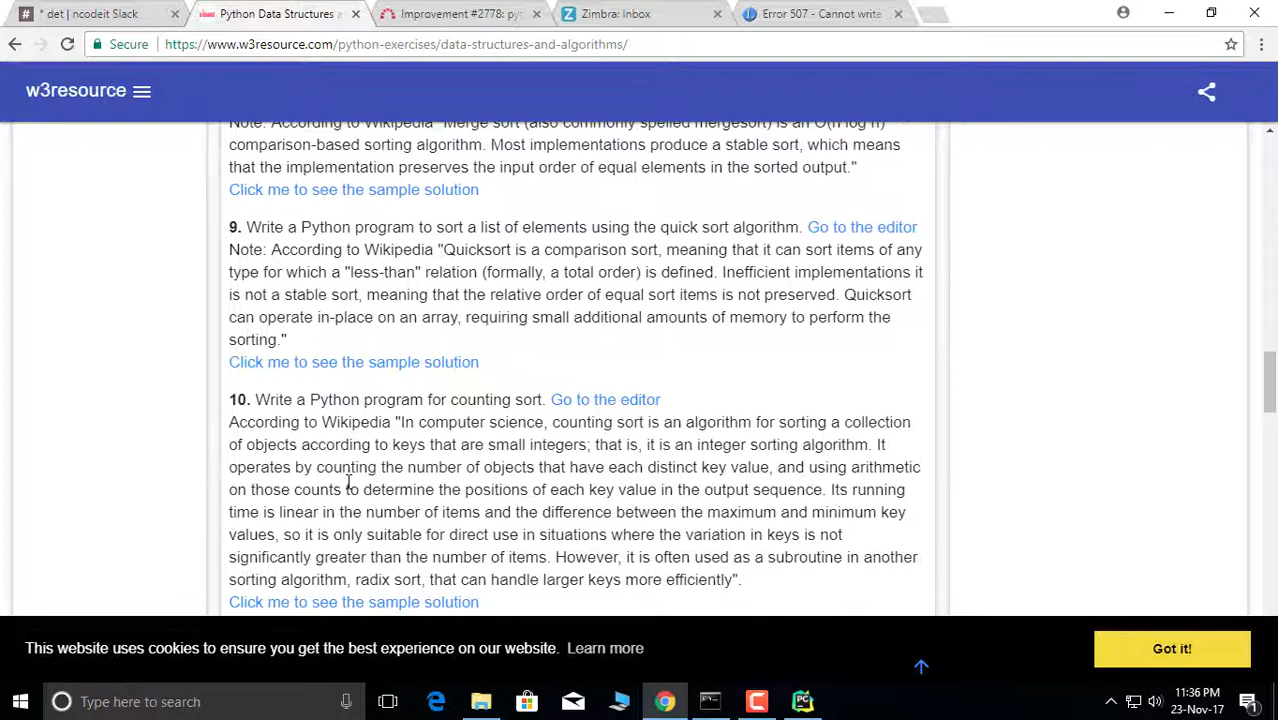 * det | ncodeit Slack
Python Data Structures a
Improvement #2778: py
Zimbra: Inbox
Error 507 - Cannot write
Secure
https://www.w3resource.com/python-exercises/data-structures-and-algorithms/
w3resource
Note: According to Wikipedia "Merge sort (also commonly spelled mergesort) is an O(n log n)
comparison-based sorting algorithm. Most implementations produce a stable sort, which means
that the implementation preserves the input order of equal elements in the sorted output."
Click me to see the sample solution
9. Write a Python program to sort a list of elements using the quick sort algorithm. Go to the editor
Note: According to Wikipedia "Quicksort is a comparison sort, meaning that it can sort items of any
type for which a "less-than" relation (formally, a total order) is defined. Inefficient implementations it
is not a stable sort, meaning that the relative order of equal sort items is not preserved. Quicksort
can operate in-place on an array, requiring small additional amounts of memory to perform the
sorting."
Click me to see the sample solution
10. Write a Python program for counting sort. Go to the editor
According to Wikipedia "In computer science, counting sort is an algorithm for sorting a collection
of objects according to keys that are small integers; that is, it is an integer sorting algorithm. It
operates by counting the number of objects that have each distinct key value, and using arithmetic
on those counts to determine the positions of each key value in the output sequence. Its running
time is linear in the number of items and the difference between the maximum and minimum key
values, so it is only suitable for direct use in situations where the variation in keys is not
significantly greater than the number of items. However, it is often used as a subroutine in another
sorting algorithm, radix sort, that can handle larger keys more efficiently".
Click me to see the sample solution
This website uses cookies to ensure you get the best experience on our website. Learn more
Got it!
Type here to search
11:36 PM
23-Nov-17